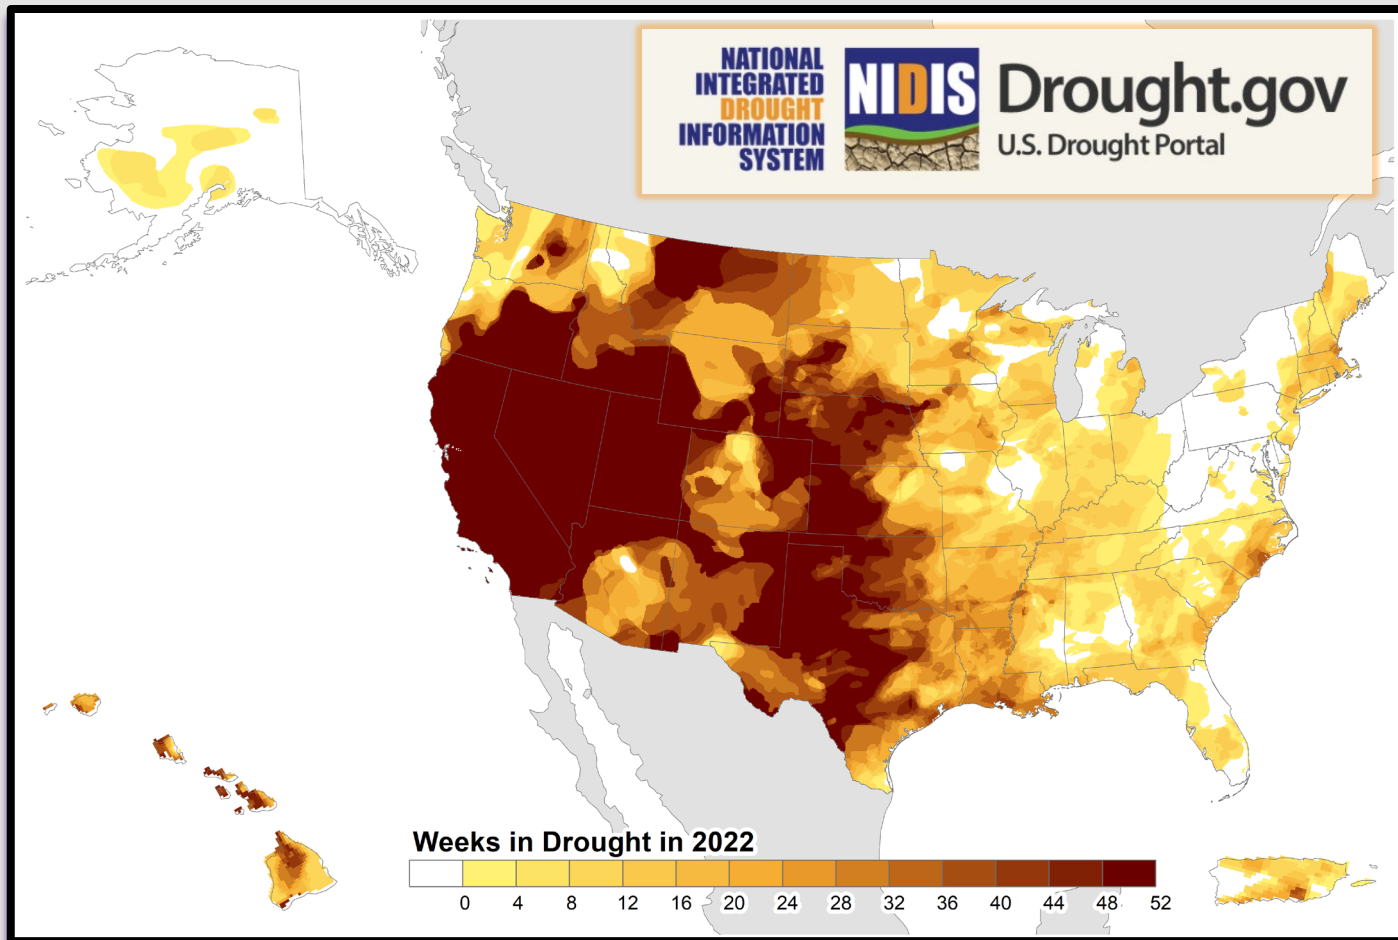 NATIONAL
INTEGRATED
DROUGHT
INFORMATION
SYSTEM
NIDIS
Drought.gov
U.S. Drought Portal
Weeks in Drought in 2022
0 4 8 12 16 20 24 28 32 36 40 44 48 52